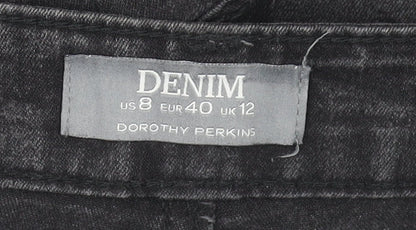 DENIM
US 8 EUR 40 UK 12
DOROTHY PERKINS